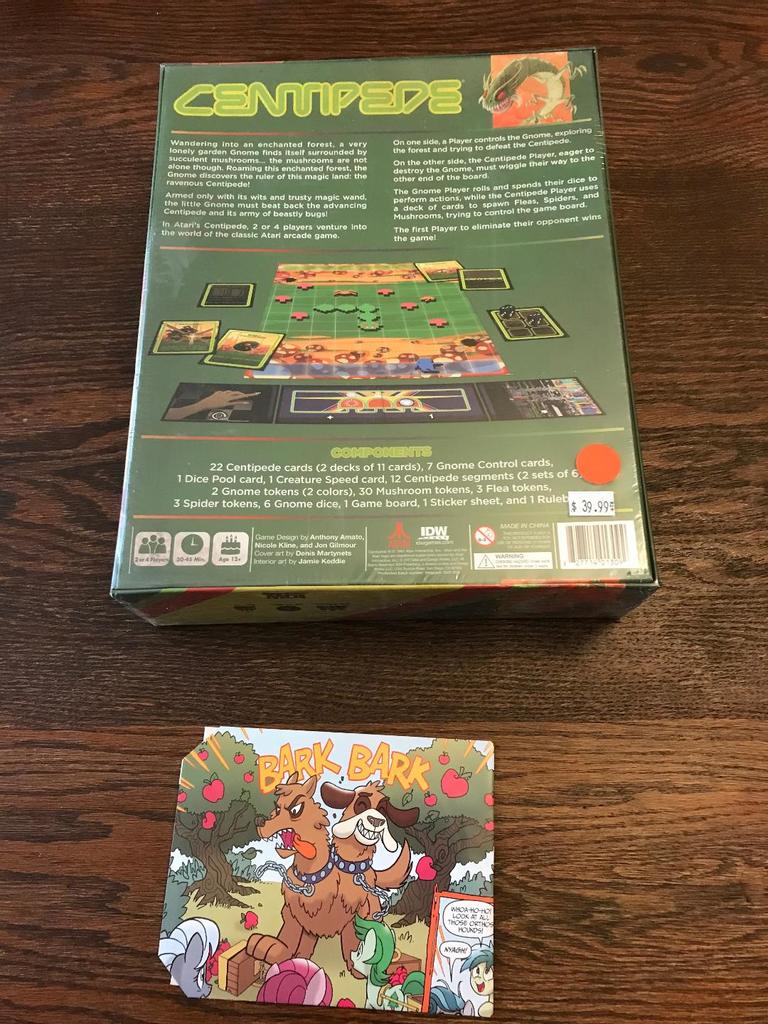 CENTIPEDE
Wandering into an enchanted forest, a very
lonely garden Gnome finds itself surrounded by
succulent mushrooms... the mushrooms are not
alone though. Roaming this enchanted forest, the
Gnome discovers the ruler of this magic land: the
ravenous Centipede!
Armed only with its wits and trusty magic wand,
the little Gnome must beat back the advancing
Centipede and its army of beastly bugs!
In Atari's Centipede, 2 or 4 players venture into
the world of the classic Atari arcade game.
On one side, a Player controls the Gnome, exploring
the forest and trying to defeat the Centipede.
On the other side, the Centipede Player, eager to
destroy the Gnome, must wiggle their way to the
other end of the board.
The Gnome Player rolls and spends their dice to
perform actions, while the Centipede Player uses
a deck of cards to spawn Fleas, Spiders, and
Mushrooms, trying to control the game board.
The first Player to eliminate their opponent wins
the game!
COMPONENTS
22 Centipede cards (2 decks of 11 cards), 7 Gnome Control cards,
1 Dice Pool card, 1 Creature Speed card, 12 Centipede segments (2 sets of 6
2 Gnome tokens (2 colors), 30 Mushroom tokens, 3 Flea tokens,
3 Spider tokens, 6 Gnome dice, 1 Game board, 1 Sticker sheet, and 1 Ruleb
$ 39.99
2 or 4 Players
30-45 Min.
Age 13+
Game Design by Anthony Amato,
Nicole Kline, and Jon Gilmour
Cover art by Denis Martynets
Interior art by Jamie Keddie
ATARI
IDW
MADE IN CHINA
WARNING
BARK BARK
WHOA-HO-HO!
LOOK AT ALL
THOSE ORTHOS
HOUNDS!
NYAGH!